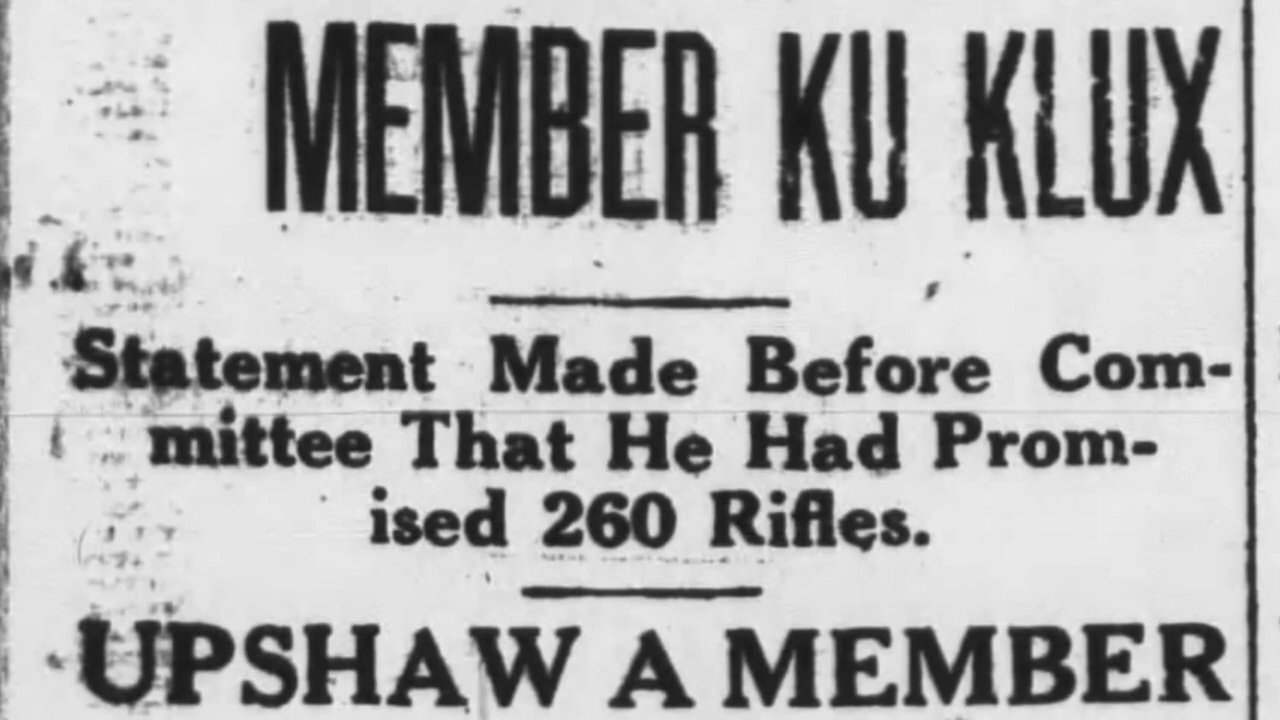 MEMBER KU KLUX
Statement Made Before Com-
mittee That He Had Prom-
ised 260 Rifles.
UPSHAW A MEMBER